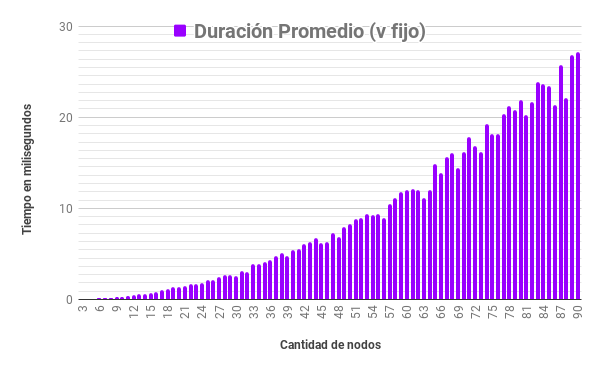 Duración Promedio (v fijo)
30
20
10
0
Tiempo en milisegundos
3 6 9 12 15 18 21 24 27 30 33 36 39 42 45 48 51 54 57 60 63 66 69 72 75 78 81 84 87 90
Cantidad de nodos